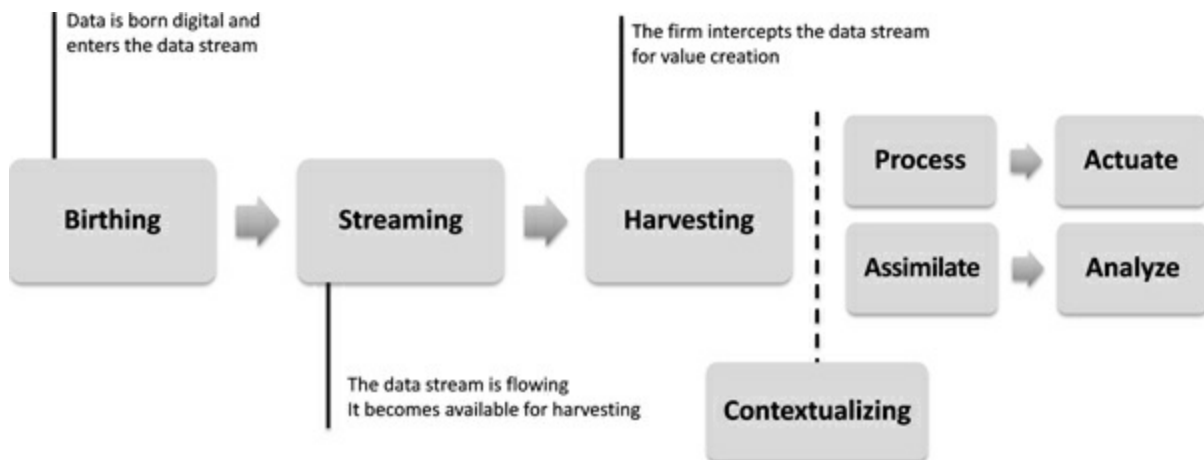 Data is born digital and
enters the data stream
The firm intercepts the data stream
for value creation
Birthing
Streaming
Harvesting
Process
Actuate
Assimilate
Analyze
The data stream is flowing
It becomes available for harvesting
Contextualizing